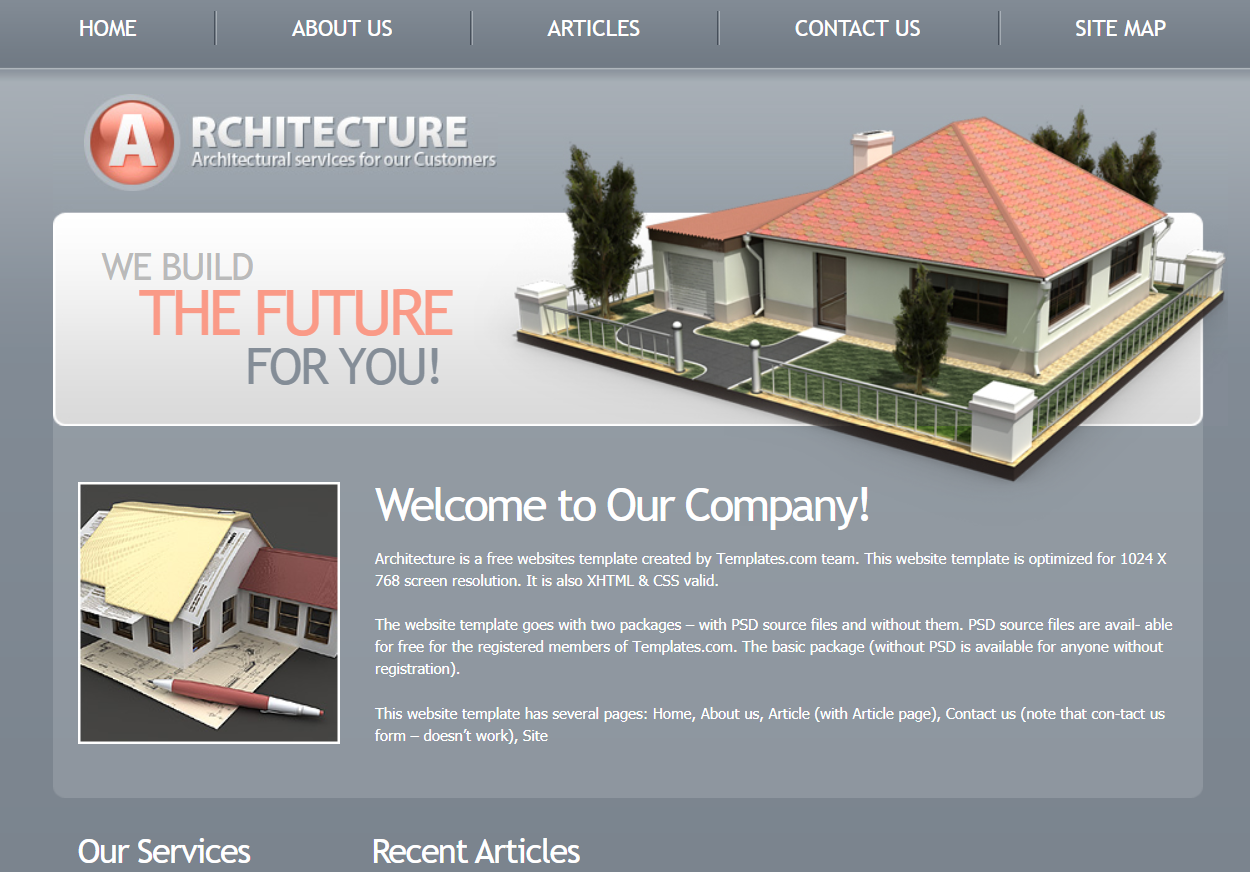 HOME ABOUT US ARTICLES CONTACT US SITE MAP
ARCHITECTURE
Architectural services for our Customers
WE BUILD
THE FUTURE
FOR YOU!
Welcome to Our Company!
Architecture is a free websites template created by Templates.com team. This website template is optimized for 1024 X
768 screen resolution. It is also XHTML & CSS valid.
The website template goes with two packages – with PSD source files and without them. PSD source files are avail- able
for free for the registered members of Templates.com. The basic package (without PSD is available for anyone without
registration).
This website template has several pages: Home, About us, Article (with Article page), Contact us (note that con-tact us
form – doesn’t work), Site
Our Services Recent Articles